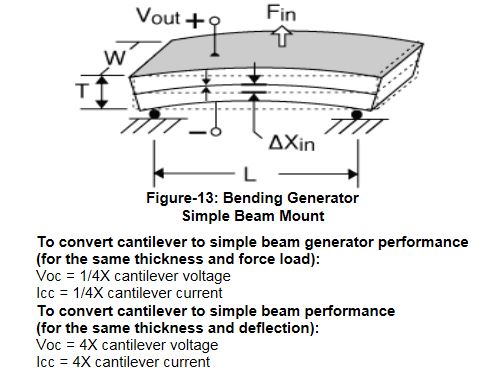 Vout +
Fin
W
T
–
ΔXin
L
Figure-13: Bending Generator
Simple Beam Mount
To convert cantilever to simple beam generator performance
(for the same thickness and force load):
Voc = 1/4X cantilever voltage
Icc = 1/4X cantilever current
To convert cantilever to simple beam performance
(for the same thickness and deflection):
Voc = 4X cantilever voltage
Icc = 4X cantilever current